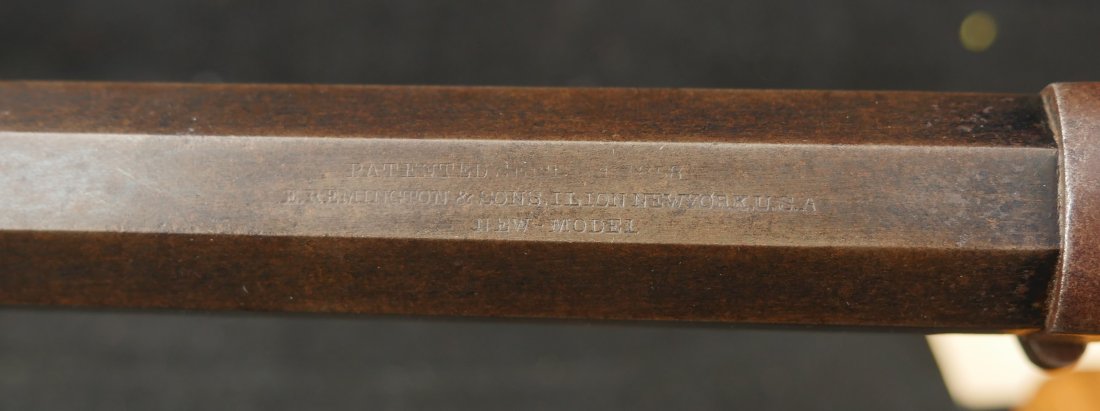 PATENTED
E. REMINGTON & SONS, ILION NEW YORK, U.S.A
NEW-MODEL